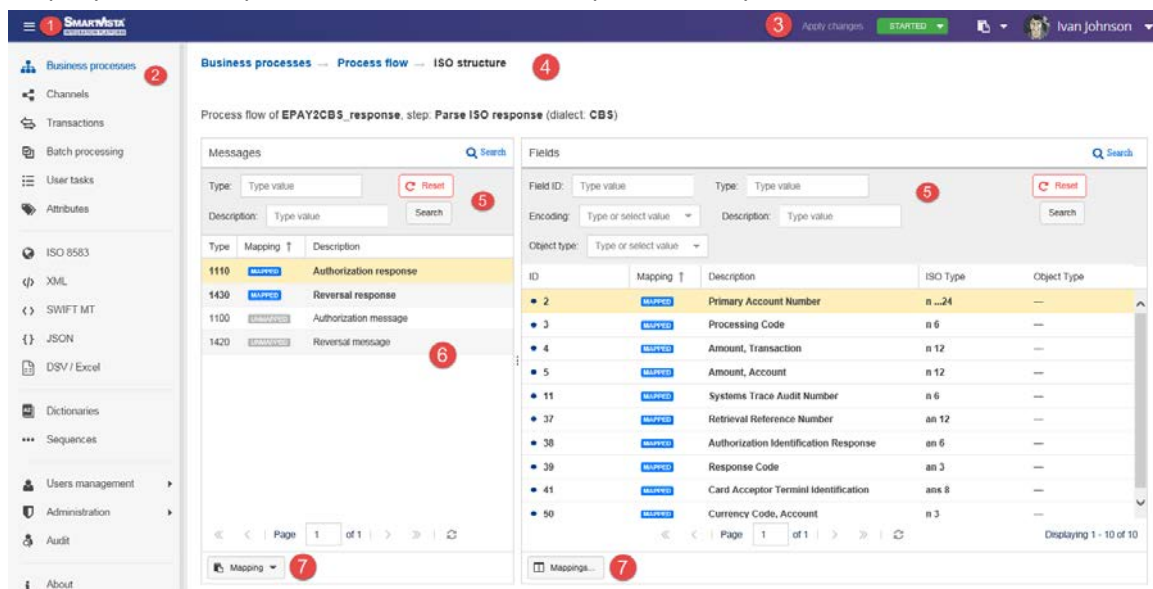 1 SMARTVISTA
3 Apply changes STARTED Ivan Johnson
Business processes 2
Channels
Transactions
Batch processing
User tasks
Attributes
ISO 8583
XML
SWIFT MT
JSON
DSV / Excel
Dictionaries
Sequences
Users management
Administration
Audit
About
Business processes → Process flow → ISO structure 4
Process flow of EPAY2CBS_response, step: Parse ISO response (dialect: CBS)
Messages Search
Type: Type value Reset
5
Description: Type value Search
Type Mapping ↑ Description
1110 MAPPED Authorization response
1430 MAPPED Reversal response
1100 UNMAPPED Authorization message
1420 UNMAPPED Reversal message
6
« < Page 1 of 1 > »
Mapping 7
Fields Search
Field ID: Type value Type: Type value 5 Reset
Encoding: Type or select value Description: Type value Search
Object type: Type or select value
ID Mapping ↑ Description ISO Type Object Type
• 2 MAPPED Primary Account Number n ...24 —
• 3 MAPPED Processing Code n 6 —
• 4 MAPPED Amount, Transaction n 12 —
• 5 MAPPED Amount, Account n 12 —
• 11 MAPPED Systems Trace Audit Number n 6 —
• 37 MAPPED Retrieval Reference Number an 12 —
• 38 MAPPED Authorization Identification Response an 6 —
• 39 MAPPED Response Code an 3 —
• 41 MAPPED Card Acceptor Termini Identification ans 8 —
• 50 MAPPED Currency Code, Account n 3 —
« < Page 1 of 1 > » Displaying 1 - 10 of 10
Mappings... 7